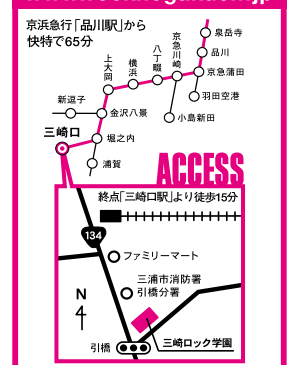 京浜急行「品川駅」から
快特で65分
泉岳寺
品川
京急蒲田
羽田空港
京急川崎
小島新田
八丁畷
横浜
上大岡
新逗子
金沢八景
三崎口
堀之内
浦賀
ACCESS
終点「三崎口駅」より徒歩15分
134
ファミリーマート
三浦市消防署
引橋分署
N
引橋
三崎ロック学園